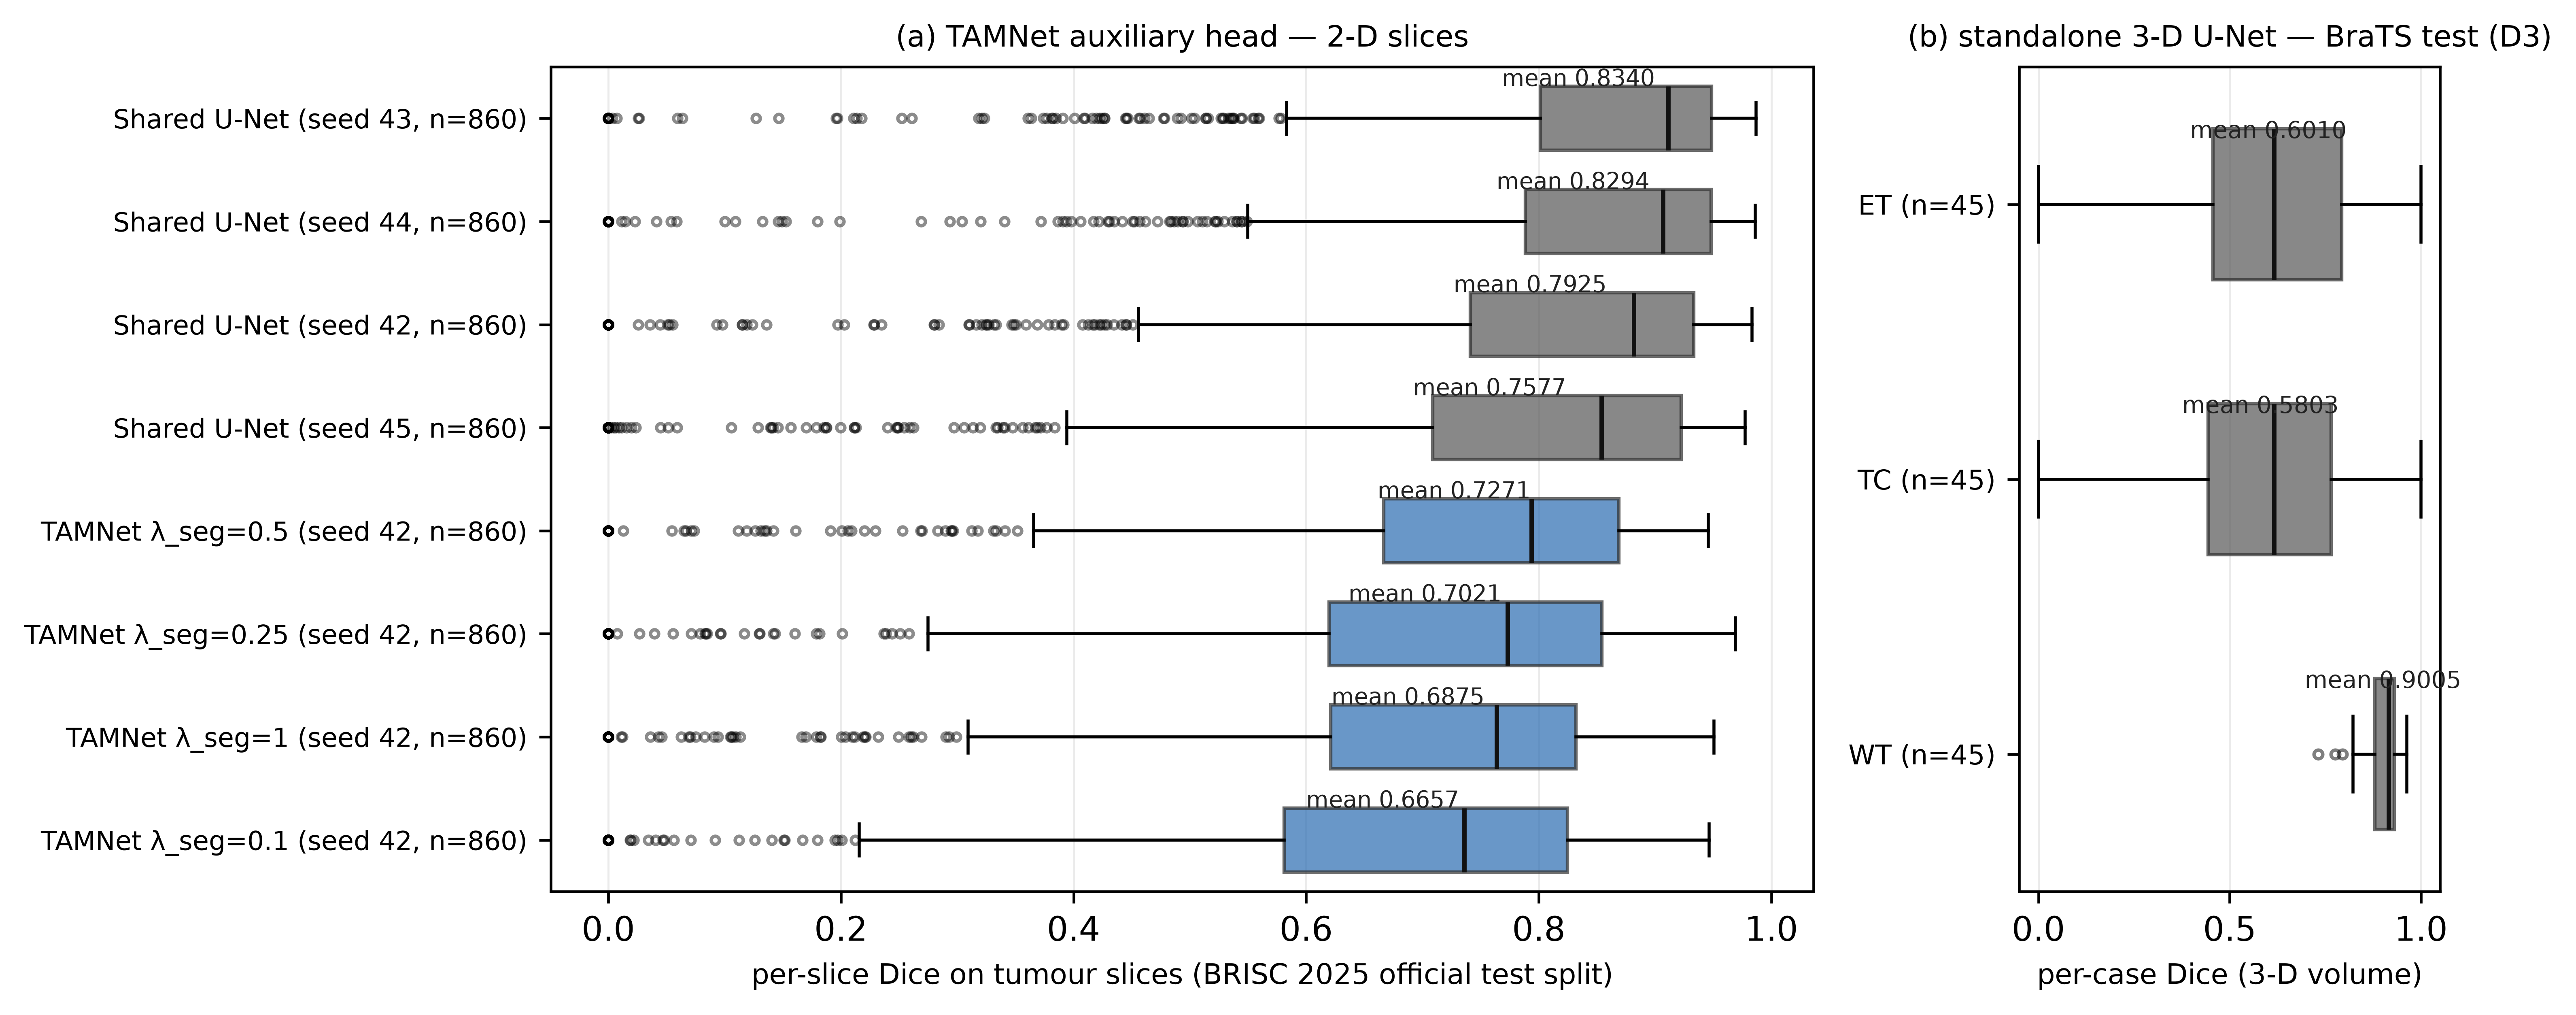 (a) TAMNet auxiliary head — 2-D slices
Shared U-Net (seed 43, n=860)
mean 0.8340
Shared U-Net (seed 44, n=860)
mean 0.8294
Shared U-Net (seed 42, n=860)
mean 0.7925
Shared U-Net (seed 45, n=860)
mean 0.7577
TAMNet λ_seg=0.5 (seed 42, n=860)
mean 0.7271
TAMNet λ_seg=0.25 (seed 42, n=860)
mean 0.7021
TAMNet λ_seg=1 (seed 42, n=860)
mean 0.6875
TAMNet λ_seg=0.1 (seed 42, n=860)
mean 0.6657
0.0 0.2 0.4 0.6 0.8 1.0
per-slice Dice on tumour slices (BRISC 2025 official test split)
(b) standalone 3-D U-Net — BraTS test (D3)
ET (n=45)
mean 0.6010
TC (n=45)
mean 0.5803
WT (n=45)
mean 0.9005
0.0 0.5 1.0
per-case Dice (3-D volume)